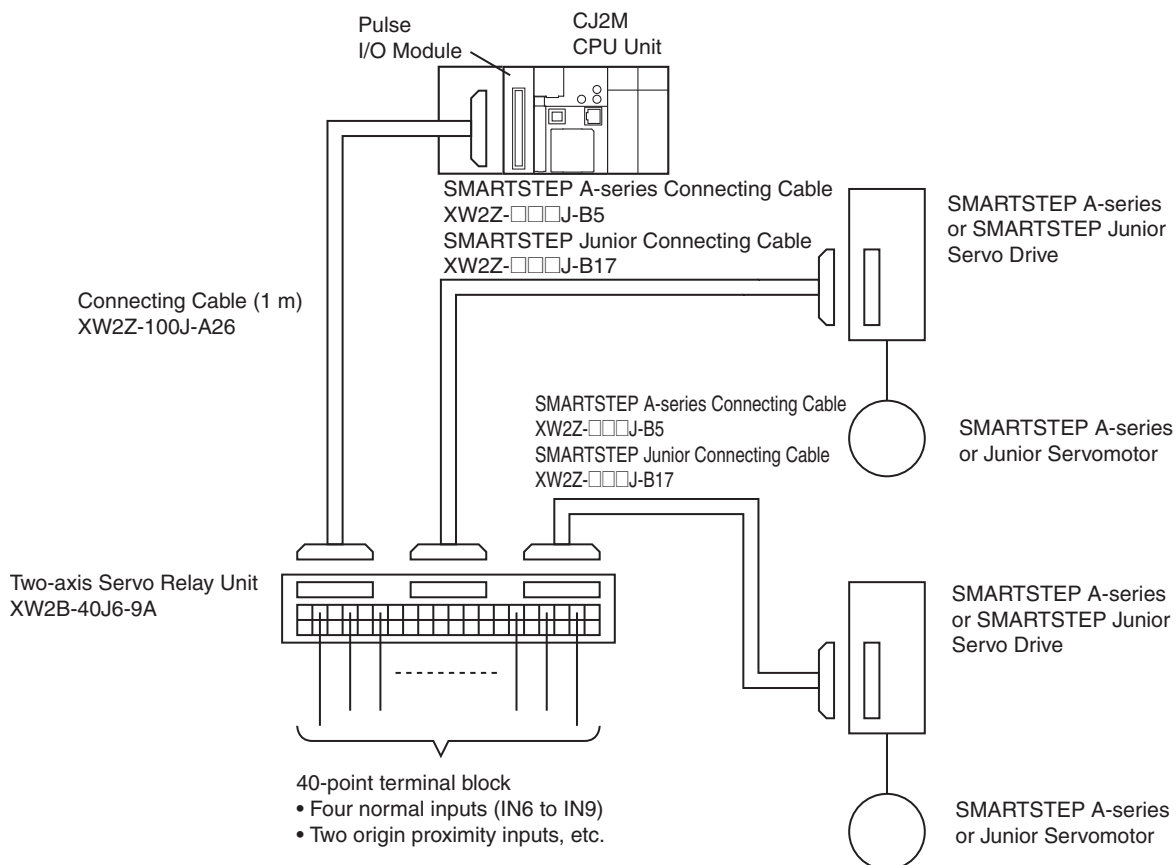 Pulse
I/O Module
CJ2M
CPU Unit
SMARTSTEP A-series Connecting Cable
XW2Z-□□□J-B5
SMARTSTEP Junior Connecting Cable
XW2Z-□□□J-B17
SMARTSTEP A-series
or SMARTSTEP Junior
Servo Drive
Connecting Cable (1 m)
XW2Z-100J-A26
SMARTSTEP A-series Connecting Cable
XW2Z-□□□J-B5
SMARTSTEP Junior Connecting Cable
XW2Z-□□□J-B17
SMARTSTEP A-series
or Junior Servomotor
Two-axis Servo Relay Unit
XW2B-40J6-9A
SMARTSTEP A-series
or SMARTSTEP Junior
Servo Drive
40-point terminal block
• Four normal inputs (IN6 to IN9)
• Two origin proximity inputs, etc.
SMARTSTEP A-series
or Junior Servomotor